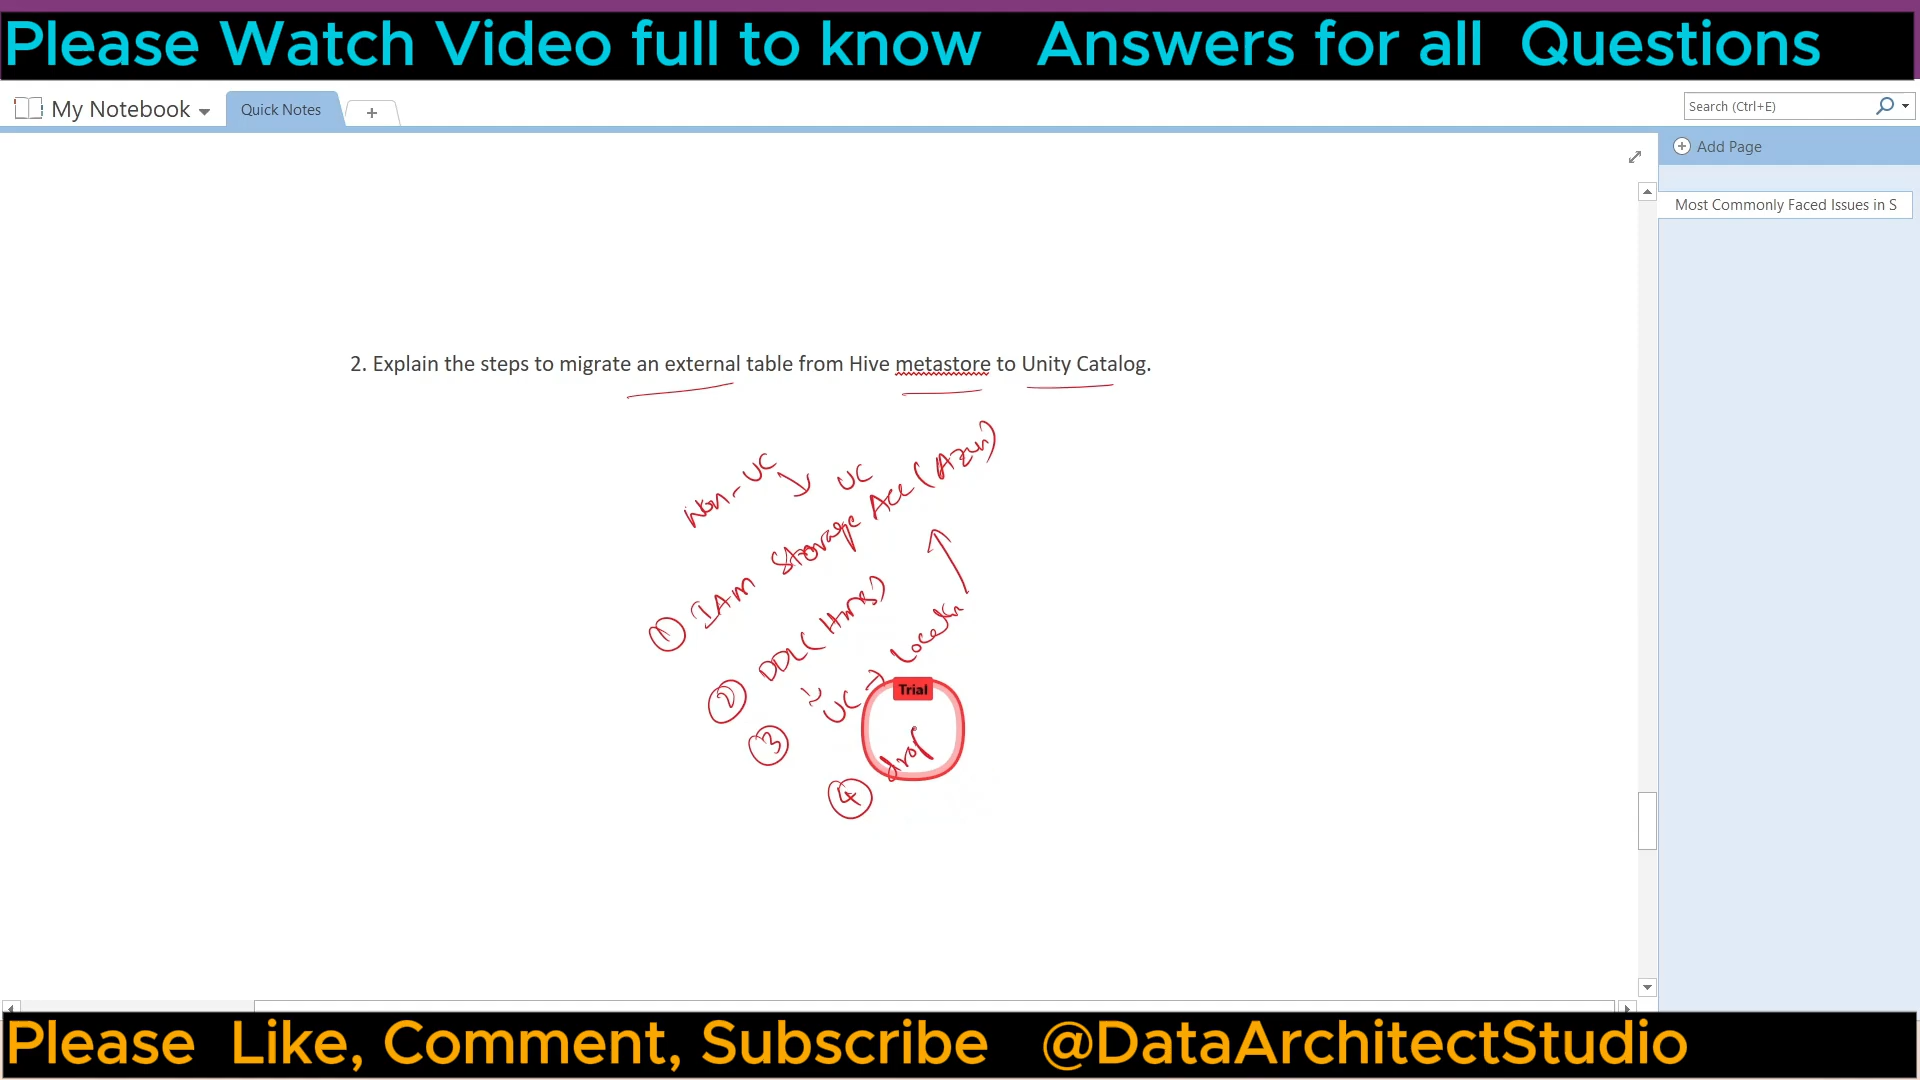 Please Watch Video full to know Answers for all Questions
My Notebook
Quick Notes
+
Search (Ctrl+E)
Add Page
Most Commonly Faced Issues in S
2. Explain the steps to migrate an external table from Hive metastore to Unity Catalog.
Non-UC
UC
① IAM Storage Acc (Azur)
② DDL (HMS)
③ UC → Locatn
Trial
④ drop
Please Like, Comment, Subscribe @DataArchitectStudio